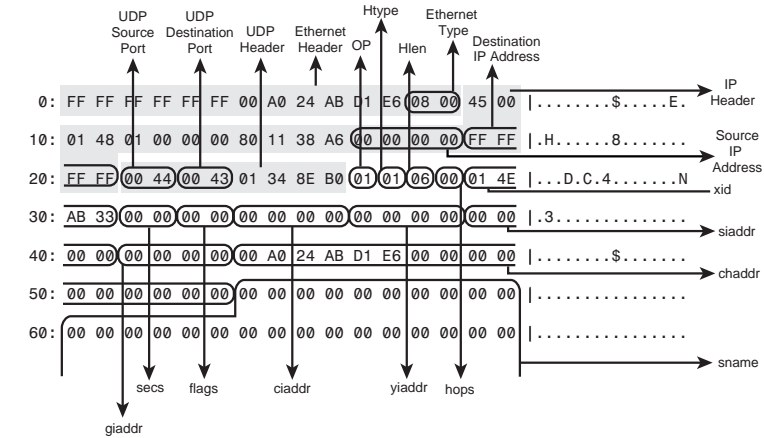 UDP Source Port
UDP Destination Port
UDP Header
Ethernet Header
OP
Htype
Hlen
Ethernet Type
Destination IP Address
IP Header
0: FF FF FF FF FF FF 00 A0 24 AB D1 E6 08 00 45 00 |........$.....E.
10: 01 48 01 00 00 00 80 11 38 A6 00 00 00 00 FF FF |.H......8.......
Source IP Address
20: FF FF 00 44 00 43 01 34 8E B0 01 01 06 00 01 4E |...D.C.4.......N
xid
30: AB 33 00 00 00 00 00 00 00 00 00 00 00 00 00 00 |.3..............
siaddr
40: 00 00 00 00 00 00 00 A0 24 AB D1 E6 00 00 00 00 |........$.......
chaddr
50: 00 00 00 00 00 00 00 00 00 00 00 00 00 00 00 00 |................
60: 00 00 00 00 00 00 00 00 00 00 00 00 00 00 00 00 |................
sname
secs
flags
ciaddr
yiaddr
hops
giaddr